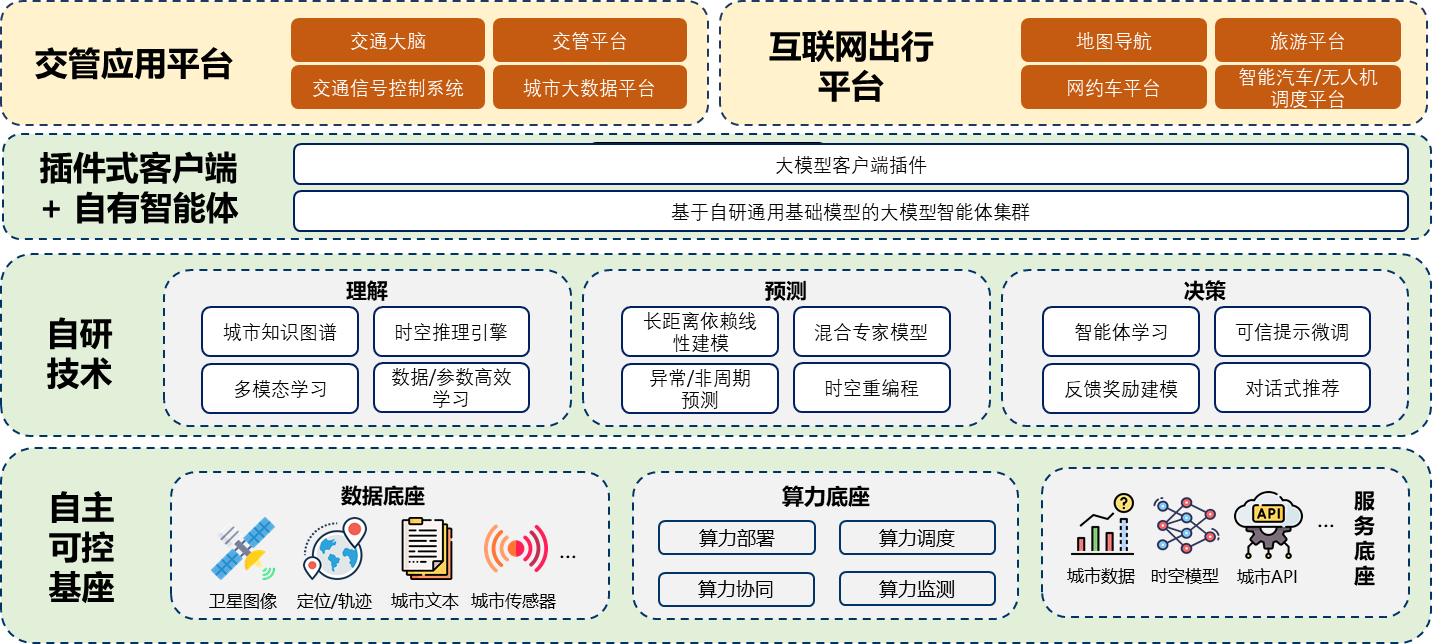 交管应用平台
交通大脑
交管平台
交通信号控制系统
城市大数据平台
互联网出行
平台
地图导航
旅游平台
网约车平台
智能汽车/无人机
调度平台
插件式客户端
+ 自有智能体
大模型客户端插件
基于自研通用基础模型的大模型智能体集群
自研
技术
理解
城市知识图谱
时空推理引擎
多模态学习
数据/参数高效
学习
预测
长距离依赖线
性建模
混合专家模型
异常/非周期
预测
时空重编程
决策
智能体学习
可信提示微调
反馈奖励建模
对话式推荐
自主
可控
基座
数据底座
卫星图像
定位/轨迹
城市文本
城市传感器
...
算力底座
算力部署
算力调度
算力协同
算力监测
?
API
城市数据
时空模型
城市API
...
服务底座